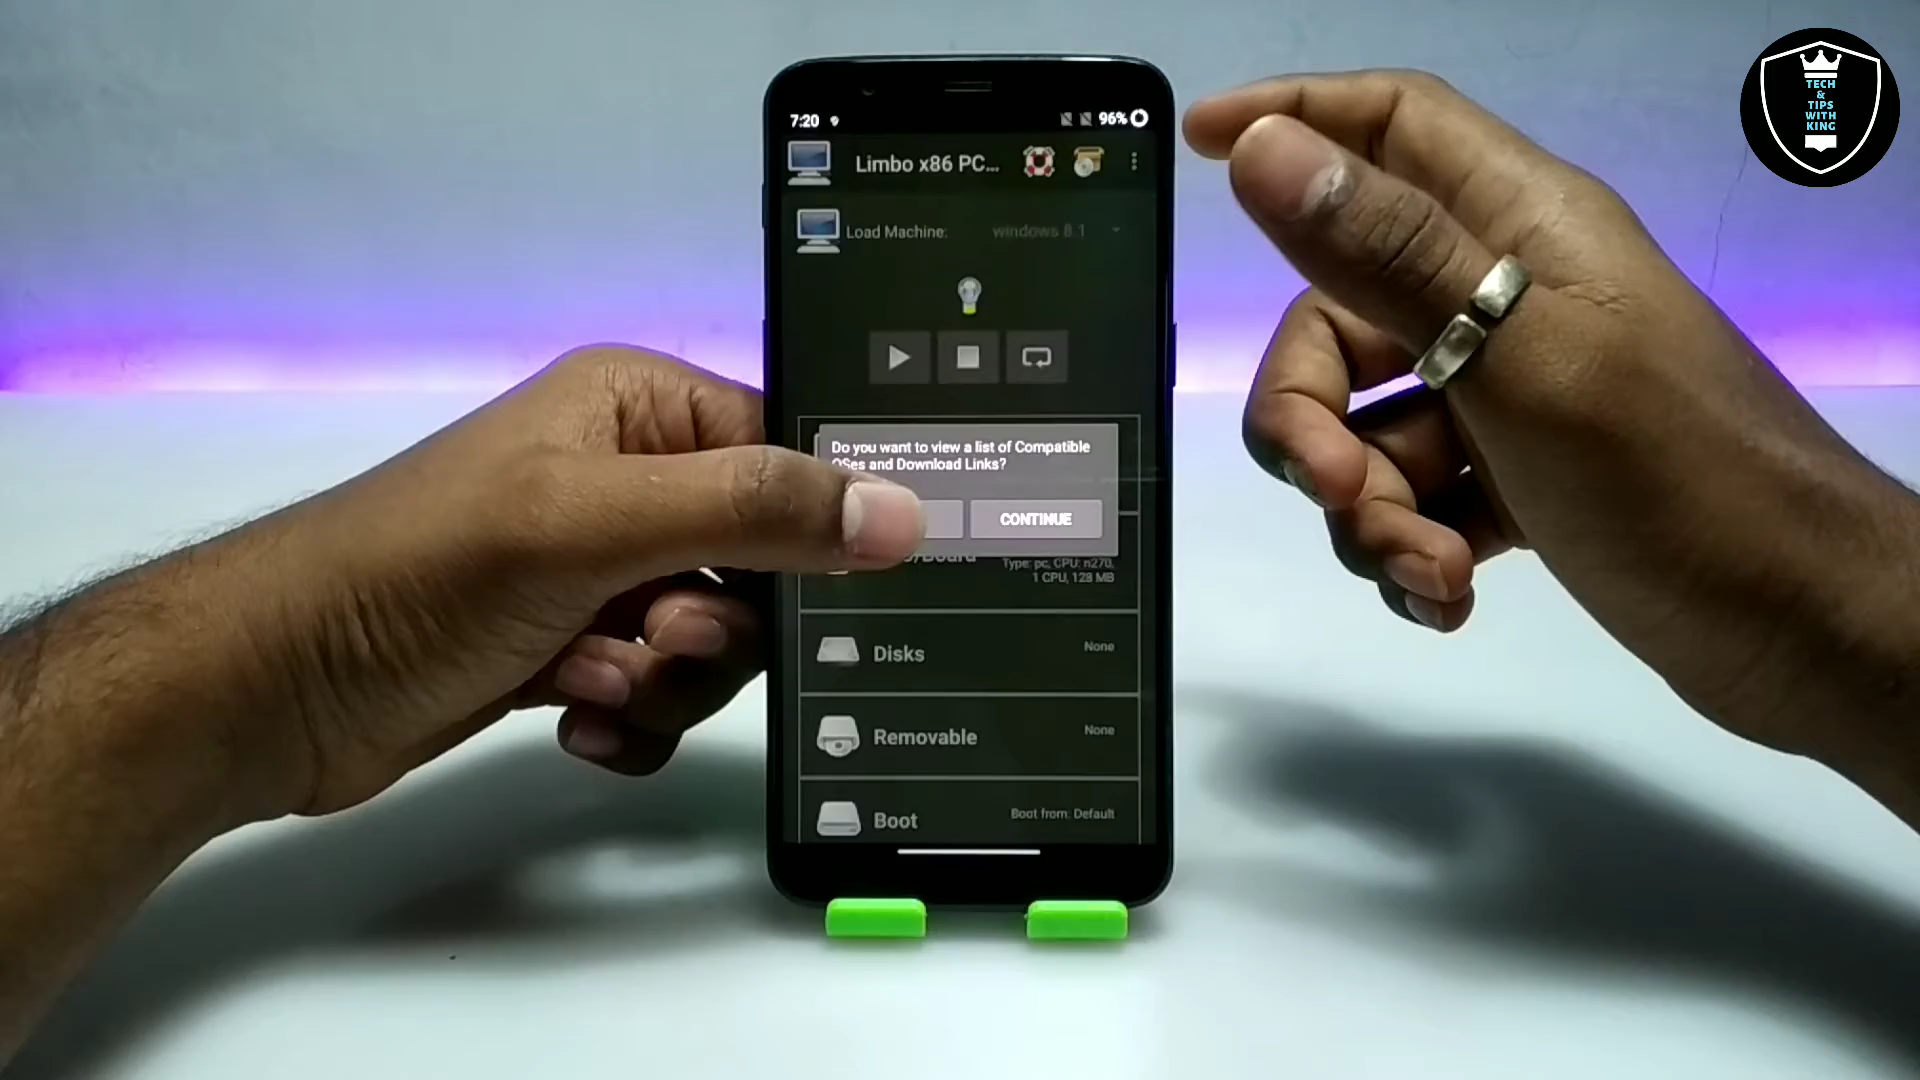 TECH
&
TIPS
WITH
KING
7:20
96%
Limbo x86 PC...
Load Machine: windows 8.1
Do you want to view a list of Compatible
OSes and Download Links?
CONTINUE
/Board
Type: pc, CPU: n270,
1 CPU, 128 MB
Disks
None
Removable
None
Boot
Boot from: Default